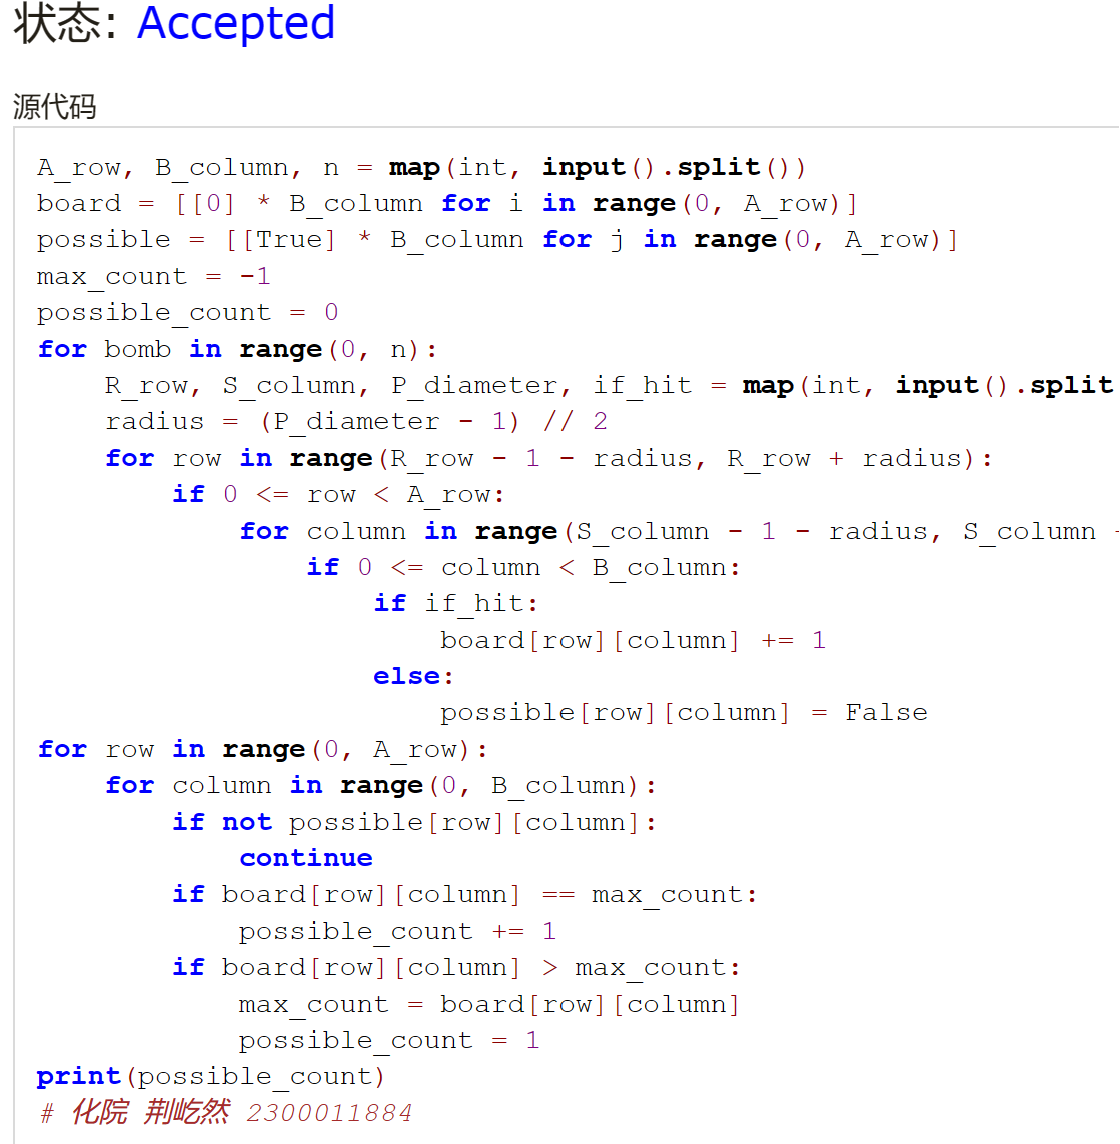 状态: Accepted
源代码
A_row, B_column, n = map(int, input().split())
board = [[0] * B_column for i in range(0, A_row)]
possible = [[True] * B_column for j in range(0, A_row)]
max_count = -1
possible_count = 0
for bomb in range(0, n):
    R_row, S_column, P_diameter, if_hit = map(int, input().split
    radius = (P_diameter - 1) // 2
    for row in range(R_row - 1 - radius, R_row + radius):
        if 0 <= row < A_row:
            for column in range(S_column - 1 - radius, S_column
                if 0 <= column < B_column:
                    if if_hit:
                        board[row][column] += 1
                    else:
                        possible[row][column] = False
for row in range(0, A_row):
    for column in range(0, B_column):
        if not possible[row][column]:
            continue
        if board[row][column] == max_count:
            possible_count += 1
        if board[row][column] > max_count:
            max_count = board[row][column]
            possible_count = 1
print(possible_count)
# 化院 荆屹然 2300011884